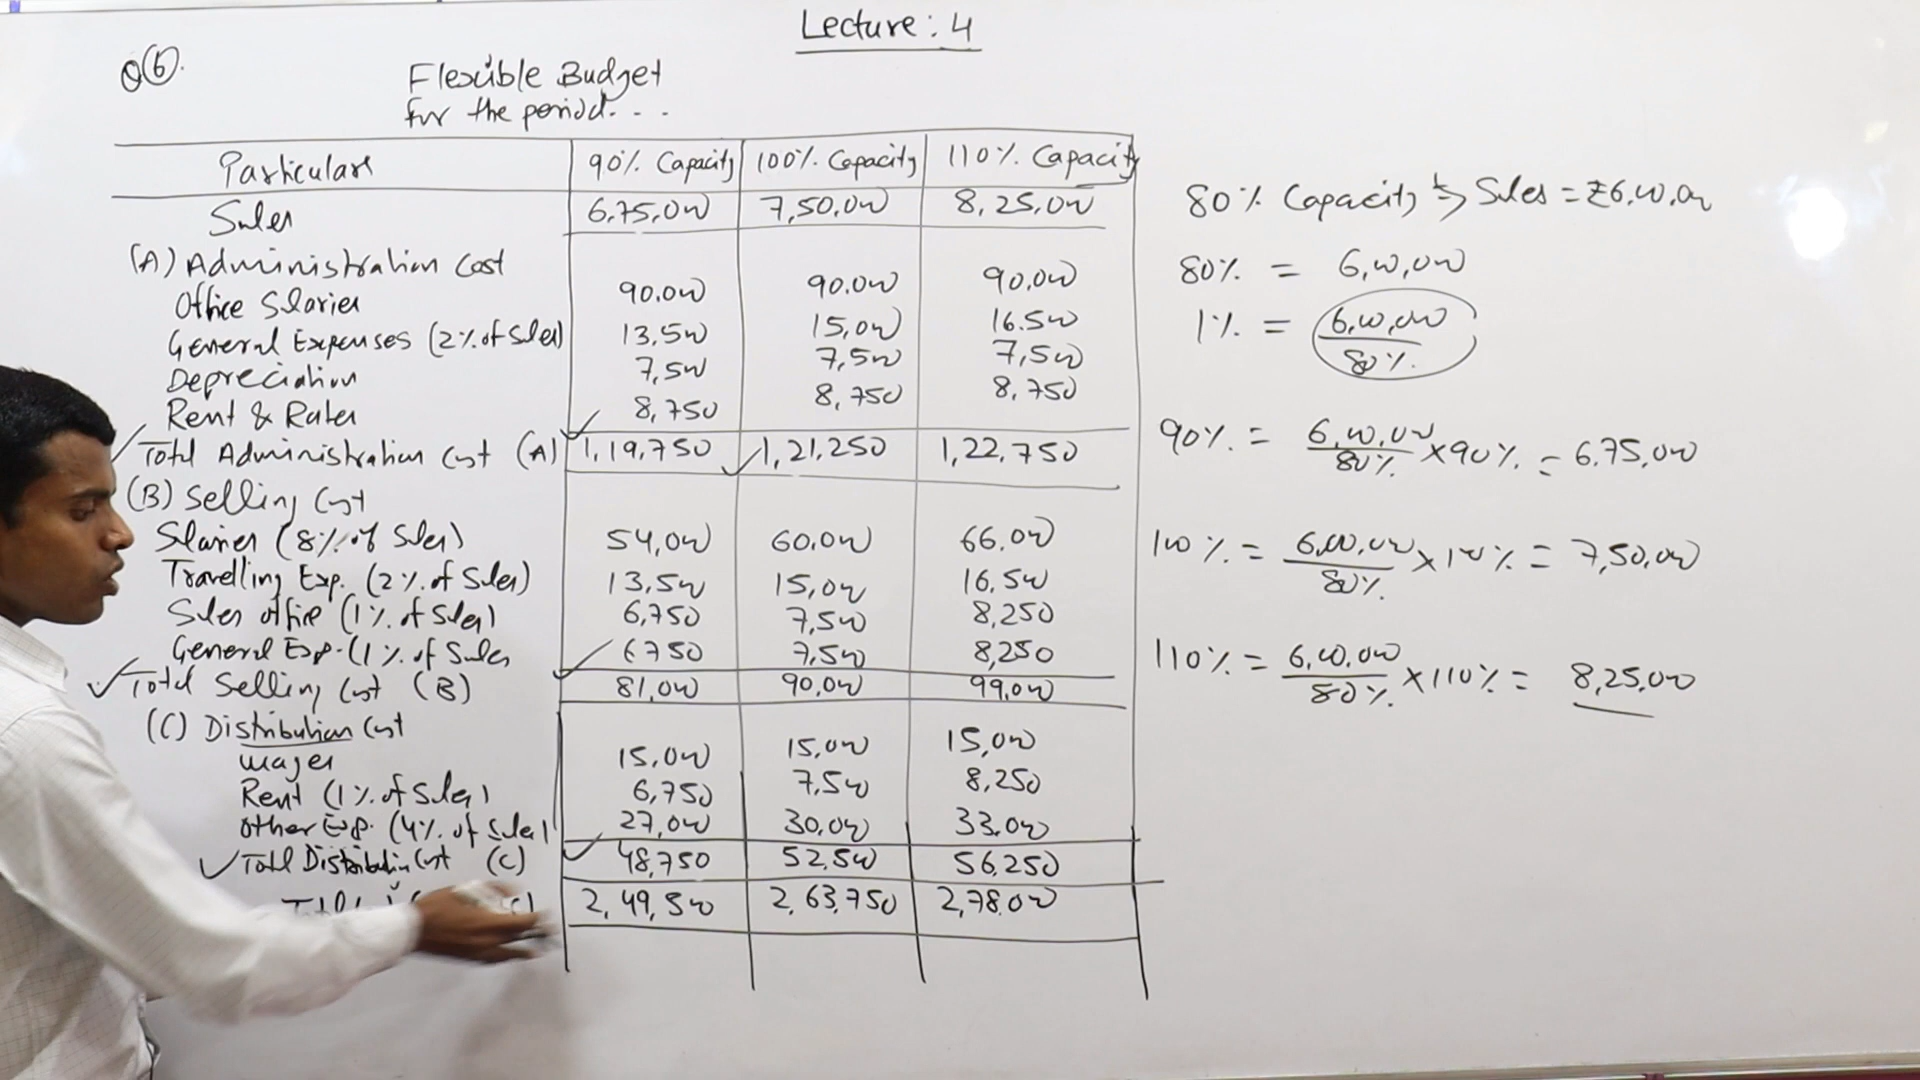 Lecture : 4
Q6.
Flexible Budget
for the period. . .
Particulars 90% Capacity 100% Capacity 110% Capacity
Sales 6,75,000 7,50,000 8,25,000
(A) Administration Cost
Office Slaries 90,000 90,000 90,000
General Expenses (2% of Sales) 13,500 15,000 16,500
Depreciation 7,500 7,500 7,500
Rent & Rates 8,750 8,750 8,750
Total Administration Cost (A) 1,19,750 1,21,250 1,22,750
(B) Selling Cost
Slaries (8% of Sales) 54,000 60,000 66,000
Travelling Exp. (2% of Sales) 13,500 15,000 16,500
Sales office (1% of Sales) 6,750 7,500 8,250
General Exp. (1% of Sales 6750 7,500 8,250
Total Selling Cost (B) 81,000 90,000 99,000
(C) Distribution Cost
Wages 15,000 15,000 15,000
Rent (1% of Sales) 6,750 7,500 8,250
Other Exp. (4% of Sales) 27,000 30,000 33,000
Total Distribution Cost (C) 48,750 52,500 56,250
2,49,500 2,63,750 2,78,000
80% Capacity Sales = ₹6,00,000
80% = 6,00,000
1% = 6,00,000
80%
90% = 6,00,000 × 90% = 6,75,000
80%
100% = 6,00,000 × 100% = 7,50,000
80%
110% = 6,00,000 × 110% = 8,25,000
80%